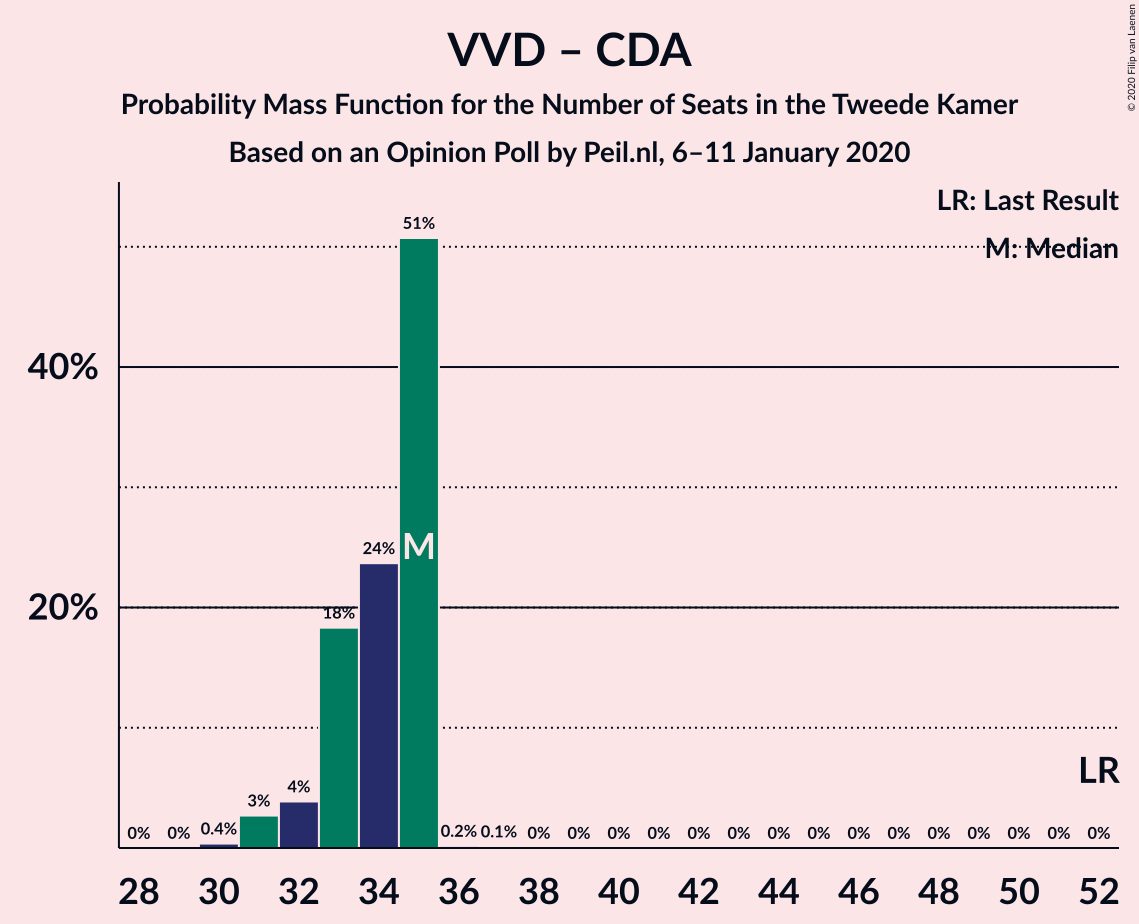 © 2020 Filip van Laenen
VVD – CDA
Probability Mass Function for the Number of Seats in the Tweede Kamer
Based on an Opinion Poll by Peil.nl, 6–11 January 2020
LR: Last Result
M: Median
51%
40%
M
24%
20%
18%
LR
4%
3%
0% 0% 0.4% 0.2% 0.1% 0% 0% 0% 0% 0% 0% 0% 0% 0% 0% 0% 0% 0% 0% 0%
28 30 32 34 36 38 40 42 44 46 48 50 52